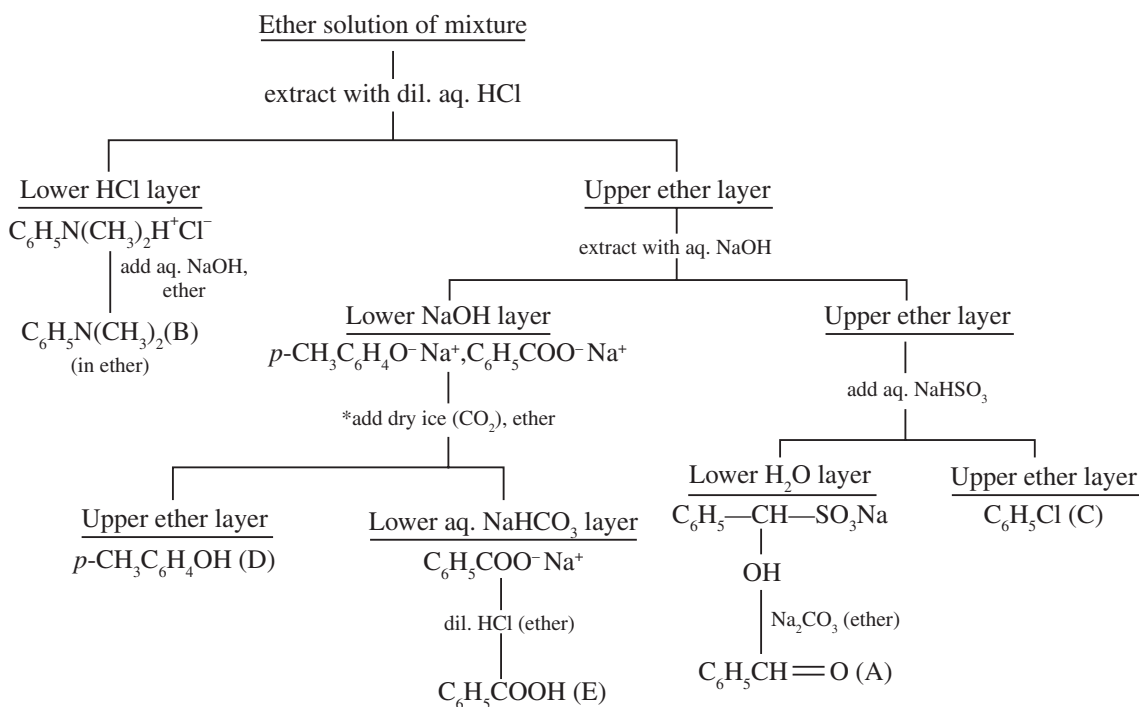 Ether solution of mixture
extract with dil. aq. HCl
Lower HCl layer
C₆H₅N(CH₃)₂H⁺Cl⁻
add aq. NaOH,
ether
C₆H₅N(CH₃)₂(B)
(in ether)
Upper ether layer
extract with aq. NaOH
Lower NaOH layer
p-CH₃C₆H₄O⁻ Na⁺,C₆H₅COO⁻ Na⁺
*add dry ice (CO₂), ether
Upper ether layer
p-CH₃C₆H₄OH (D)
Lower aq. NaHCO₃ layer
C₆H₅COO⁻ Na⁺
dil. HCl (ether)
C₆H₅COOH (E)
Upper ether layer
add aq. NaHSO₃
Lower H₂O layer
C₆H₅—CH—SO₃Na
OH
Na₂CO₃ (ether)
C₆H₅CH=O (A)
Upper ether layer
C₆H₅Cl (C)